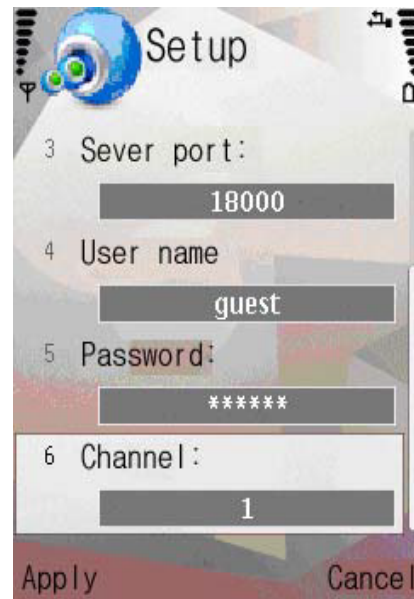 Setup
3 Sever port:
18000
4 User name
guest
5 Password:
******
6 Channel:
1
Apply Cancel